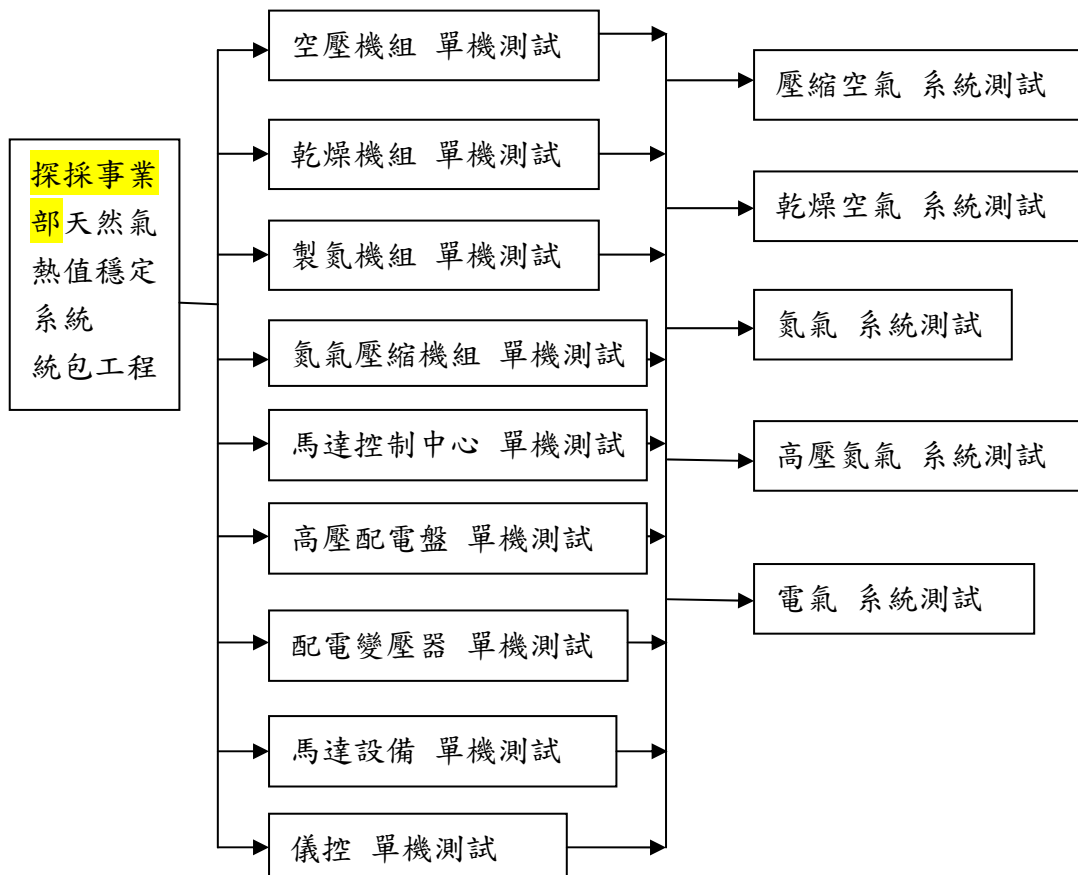 探採事業
部天然氣
熱值穩定
系統
統包工程
空壓機組 單機測試
乾燥機組 單機測試
製氮機組 單機測試
氮氣壓縮機組 單機測試
馬達控制中心 單機測試
高壓配電盤 單機測試
配電變壓器 單機測試
馬達設備 單機測試
儀控 單機測試
壓縮空氣 系統測試
乾燥空氣 系統測試
氮氣 系統測試
高壓氮氣 系統測試
電氣 系統測試